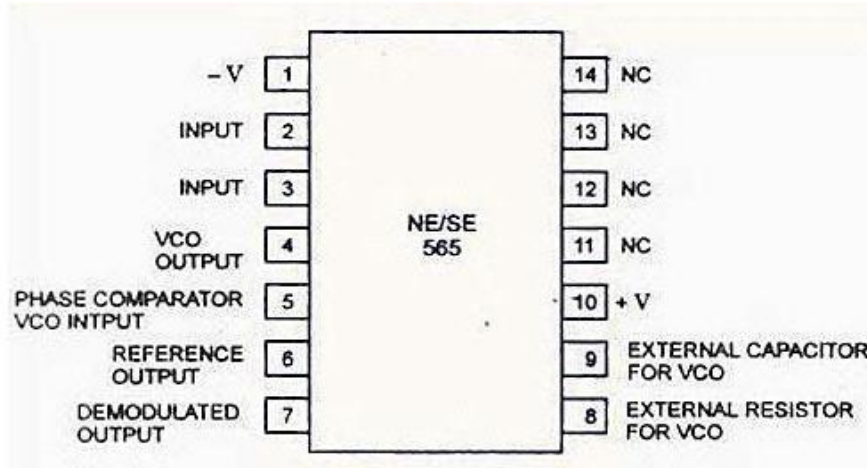 – V 1
INPUT 2
INPUT 3
VCO
OUTPUT 4
PHASE COMPARATOR
VCO INTPUT 5
REFERENCE
OUTPUT 6
DEMODULATED
OUTPUT 7
NE/SE
565
14 NC
13 NC
12 NC
11 NC
10 + V
9 EXTERNAL CAPACITOR
FOR VCO
8 EXTERNAL RESISTOR
FOR VCO